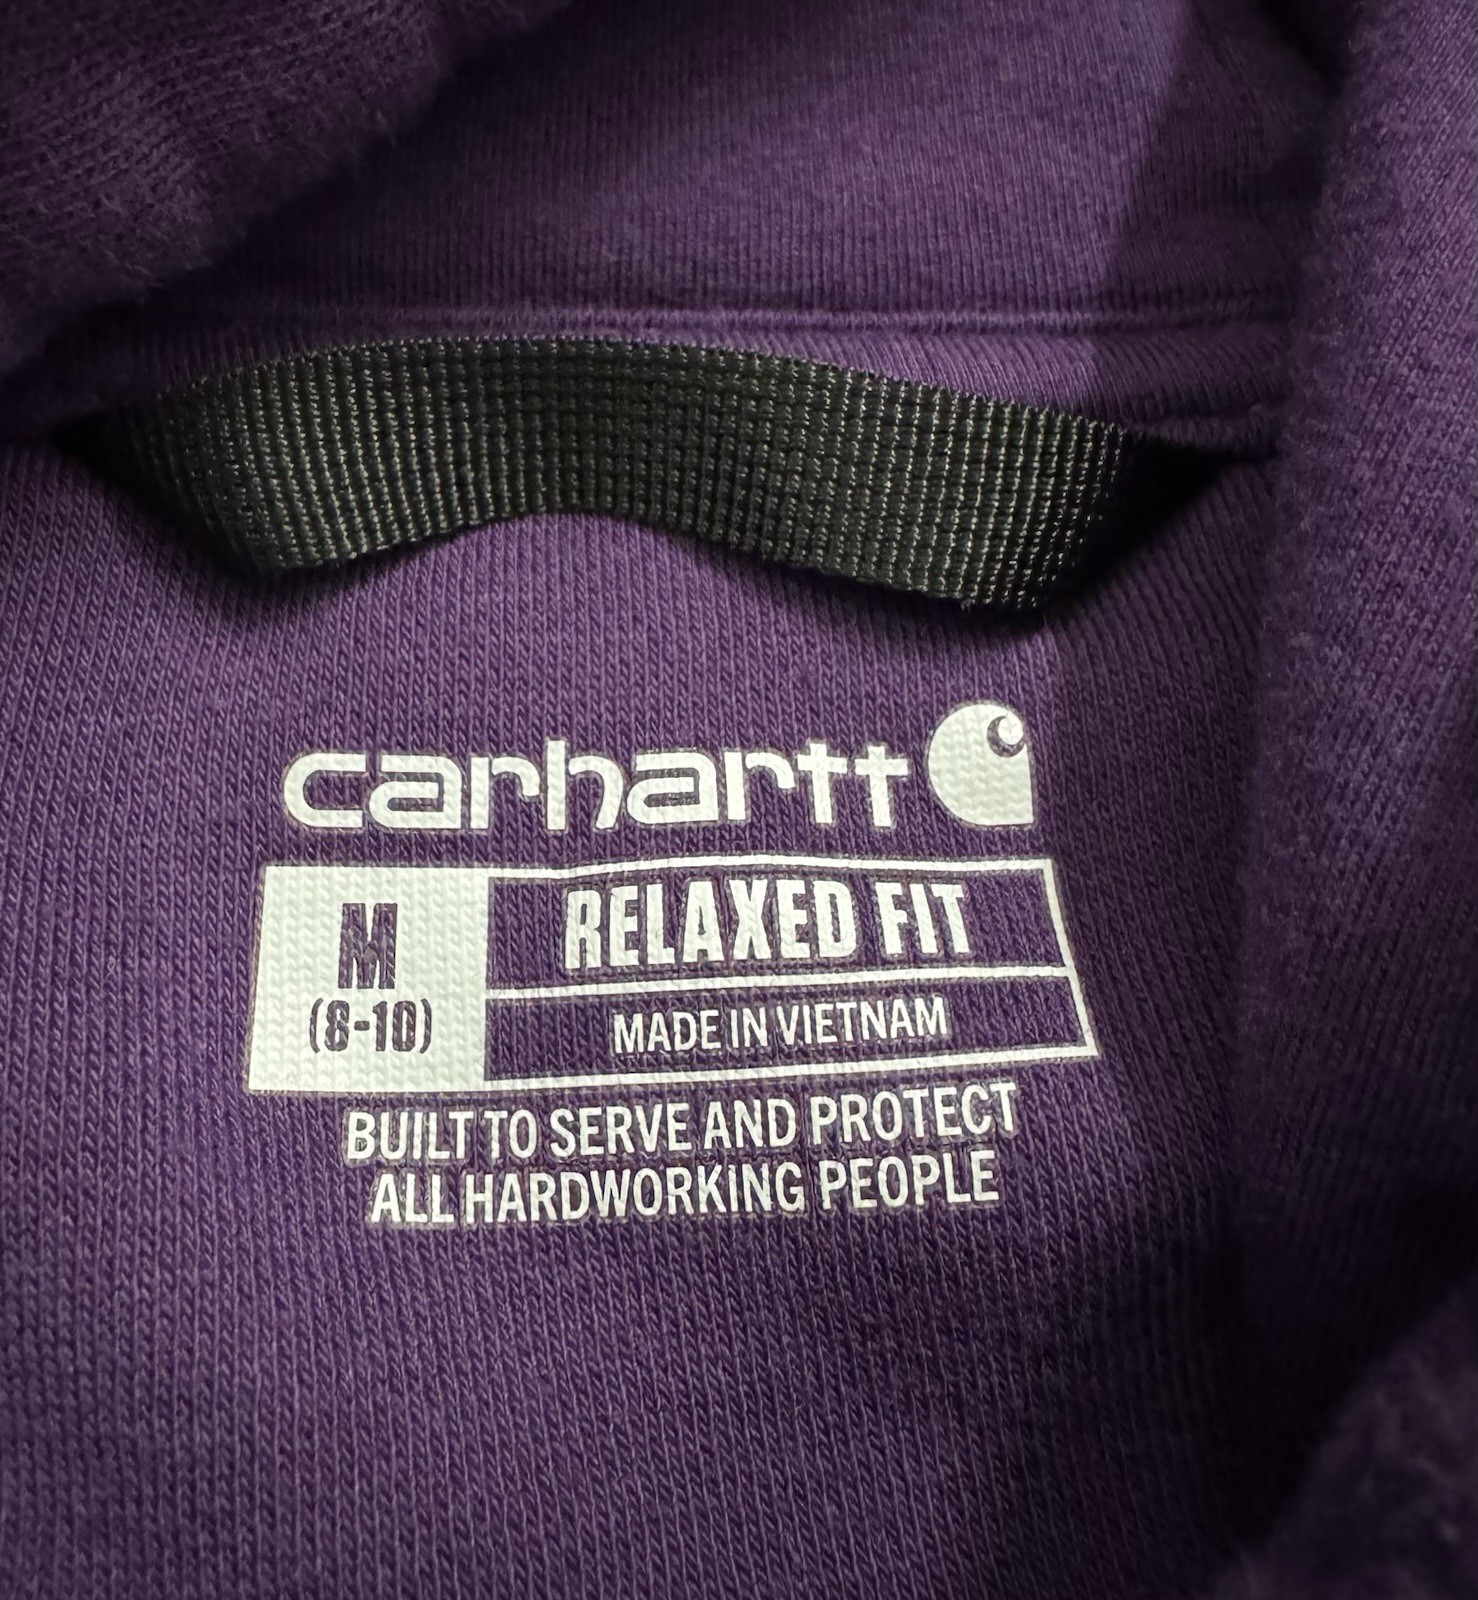 carhartt
M
(8-10)
RELAXED FIT
MADE IN VIETNAM
BUILT TO SERVE AND PROTECT
ALL HARDWORKING PEOPLE